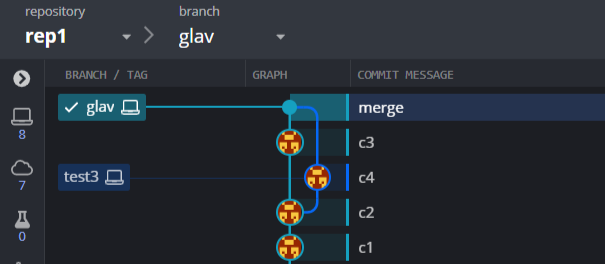 repository
branch
rep1
glav
BRANCH / TAG
GRAPH
COMMIT MESSAGE
glav
merge
8
c3
test3
c4
7
c2
0
c1